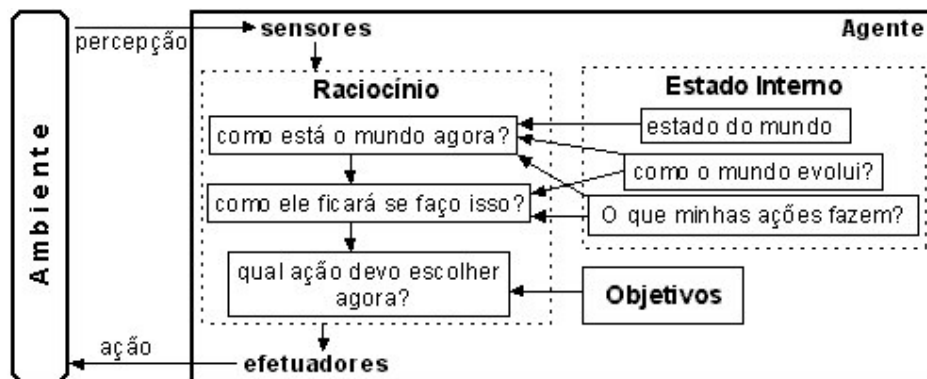 Ambiente
percepção
sensores
Agente
Raciocínio
como está o mundo agora?
como ele ficará se faço isso?
qual ação devo escolher
agora?
Estado Interno
estado do mundo
como o mundo evolui?
O que minhas ações fazem?
Objetivos
ação
efetuadores